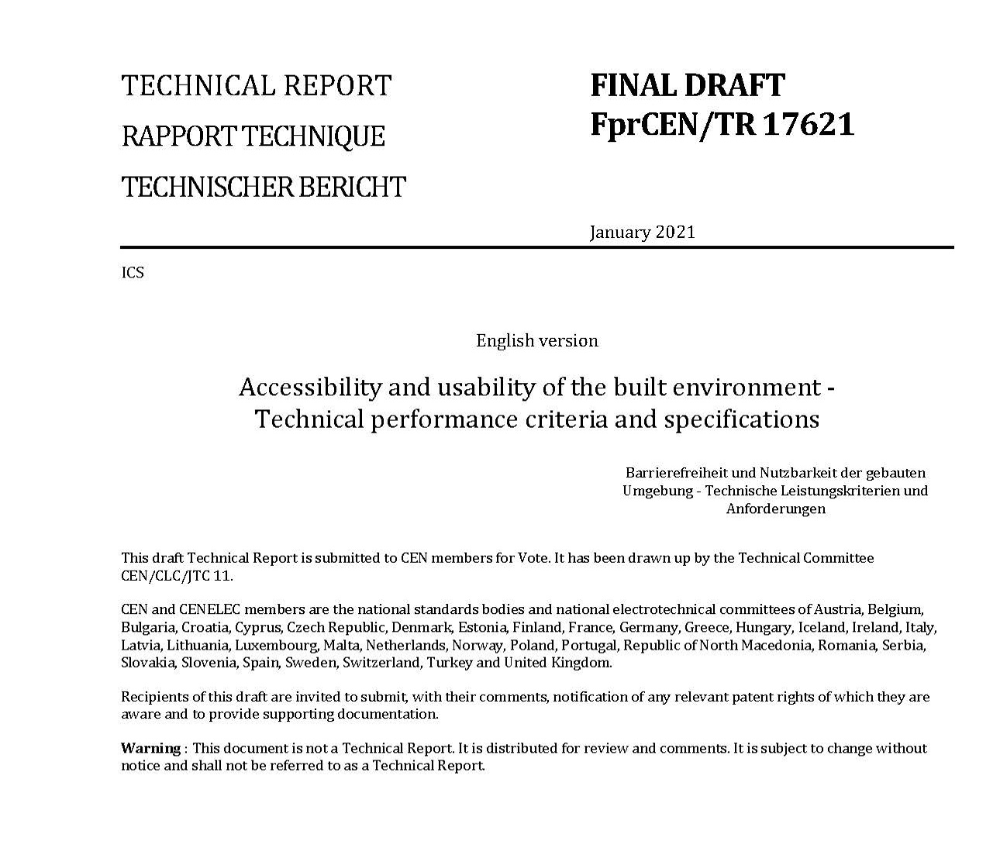 TECHNICAL REPORT
RAPPORT TECHNIQUE
TECHNISCHER BERICHT
FINAL DRAFT
FprCEN/TR 17621
January 2021
ICS
English version
Accessibility and usability of the built environment -
Technical performance criteria and specifications
Barrierefreiheit und Nutzbarkeit der gebauten
Umgebung - Technische Leistungskriterien und
Anforderungen
This draft Technical Report is submitted to CEN members for Vote. It has been drawn up by the Technical Committee
CEN/CLC/JTC 11.
CEN and CENELEC members are the national standards bodies and national electrotechnical committees of Austria, Belgium,
Bulgaria, Croatia, Cyprus, Czech Republic, Denmark, Estonia, Finland, France, Germany, Greece, Hungary, Iceland, Ireland, Italy,
Latvia, Lithuania, Luxembourg, Malta, Netherlands, Norway, Poland, Portugal, Republic of North Macedonia, Romania, Serbia,
Slovakia, Slovenia, Spain, Sweden, Switzerland, Turkey and United Kingdom.
Recipients of this draft are invited to submit, with their comments, notification of any relevant patent rights of which they are
aware and to provide supporting documentation.
Warning : This document is not a Technical Report. It is distributed for review and comments. It is subject to change without
notice and shall not be referred to as a Technical Report.